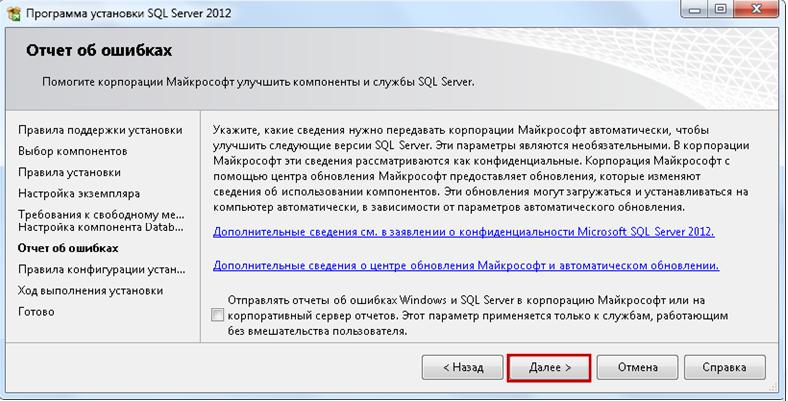 Программа установки SQL Server 2012
Отчет об ошибках
Помогите корпорации Майкрософт улучшить компоненты и службы SQL Server.
Правила поддержки установки
Выбор компонентов
Правила установки
Настройка экземпляра
Требования к свободному ме...
Настройка компонента Datab...
Отчет об ошибках
Правила конфигурации устан...
Ход выполнения установки
Готово
Укажите, какие сведения нужно передавать корпорации Майкрософт автоматически, чтобы
улучшить следующие версии SQL Server. Эти параметры являются необязательными. В корпорации
Майкрософт эти сведения рассматриваются как конфиденциальные. Корпорация Майкрософт с
помощью центра обновления Майкрософт предоставляет обновления, которые изменяют
сведения об использовании компонентов. Эти обновления могут загружаться и устанавливаться на
компьютер автоматически, в зависимости от параметров автоматического обновления.
Дополнительные сведения см. в заявлении о конфиденциальности Microsoft SQL Server 2012.
Дополнительные сведения о центре обновления Майкрософт и автоматическом обновлении.
Отправлять отчеты об ошибках Windows и SQL Server в корпорацию Майкрософт или на
корпоративный сервер отчетов. Этот параметр применяется только к службам, работающим
без вмешательства пользователя.
< Назад
Далее >
Отмена
Справка